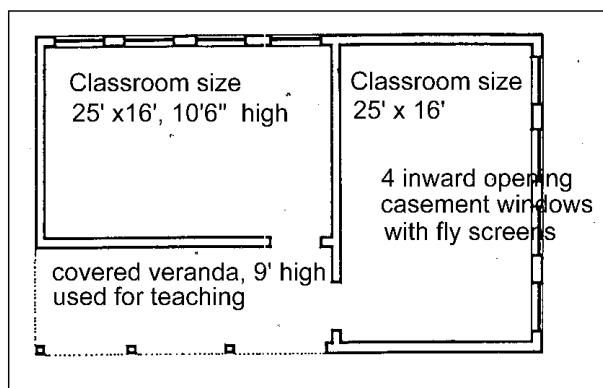 Classroom size
25' x16', 10'6" high
Classroom size
25' x 16'
4 inward opening
casement windows
with fly screens
covered veranda, 9' high
used for teaching